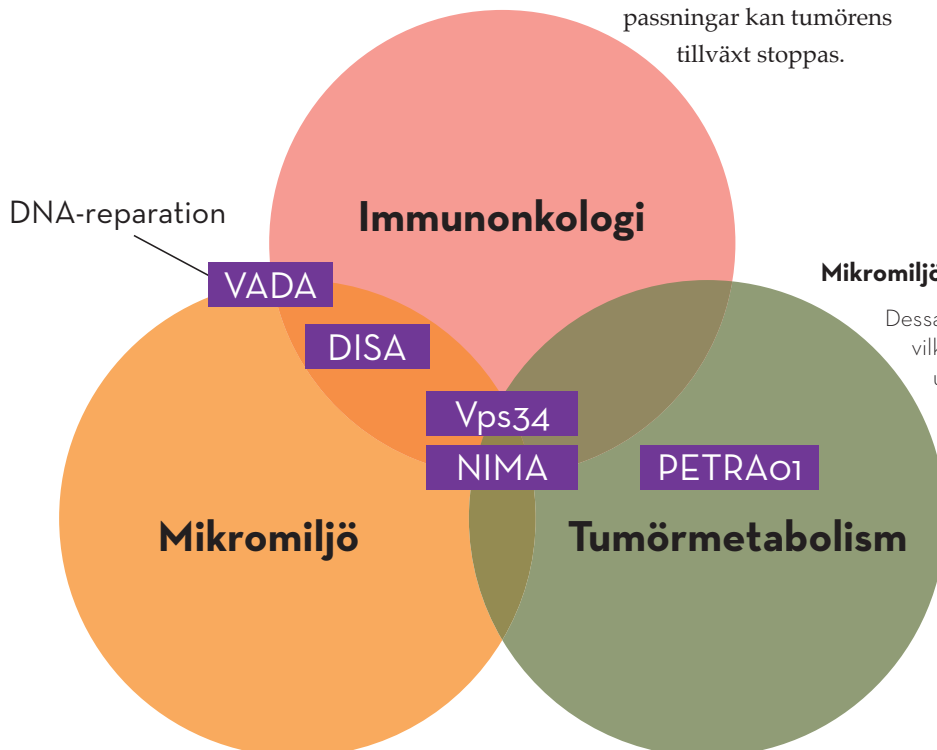 passningar kan tumörens
tillväxt stoppas.
DNA-reparation
Immunonkologi
VADA
Mikromiljö
Dessa
DISA
Vps34
NIMA
PETRA01
Mikromiljö
Tumörmetabolism